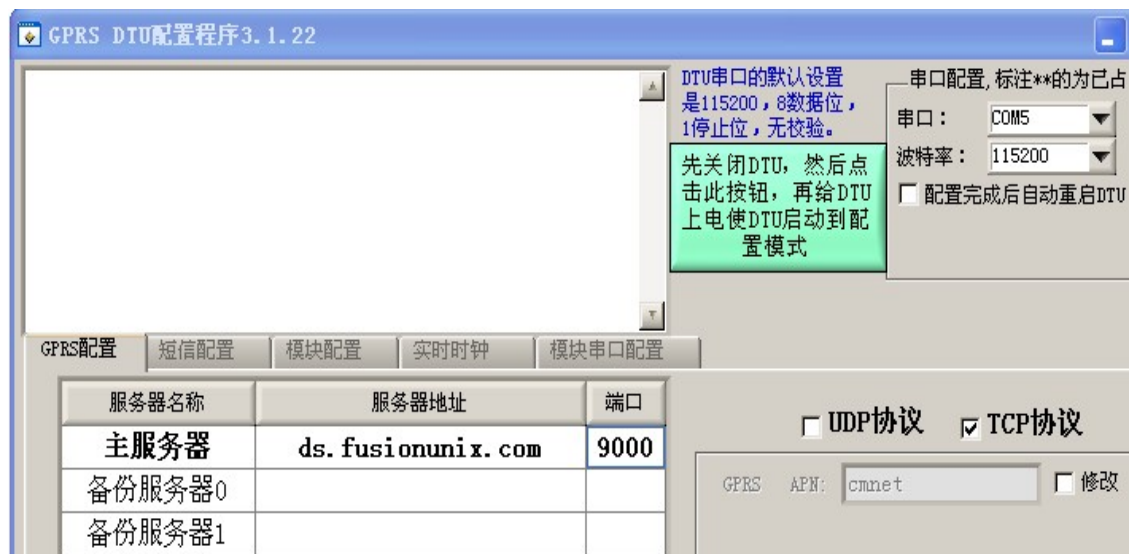 GPRS DTU配置程序3.1.22
DTU串口的默认设置
是115200，8数据位，
1停止位，无校验。
先关闭DTU，然后点
击此按钮，再给DTU
上电使DTU启动到配
置模式
串口配置,标注**的为已占
串口： COM5
波特率： 115200
配置完成后自动重启DTU
GPRS配置 短信配置 模块配置 实时时钟 模块串口配置
服务器名称 服务器地址 端口
主服务器 ds.fusionunix.com 9000
备份服务器0
备份服务器1
UDP协议 TCP协议
GPRS APN: cmnet 修改